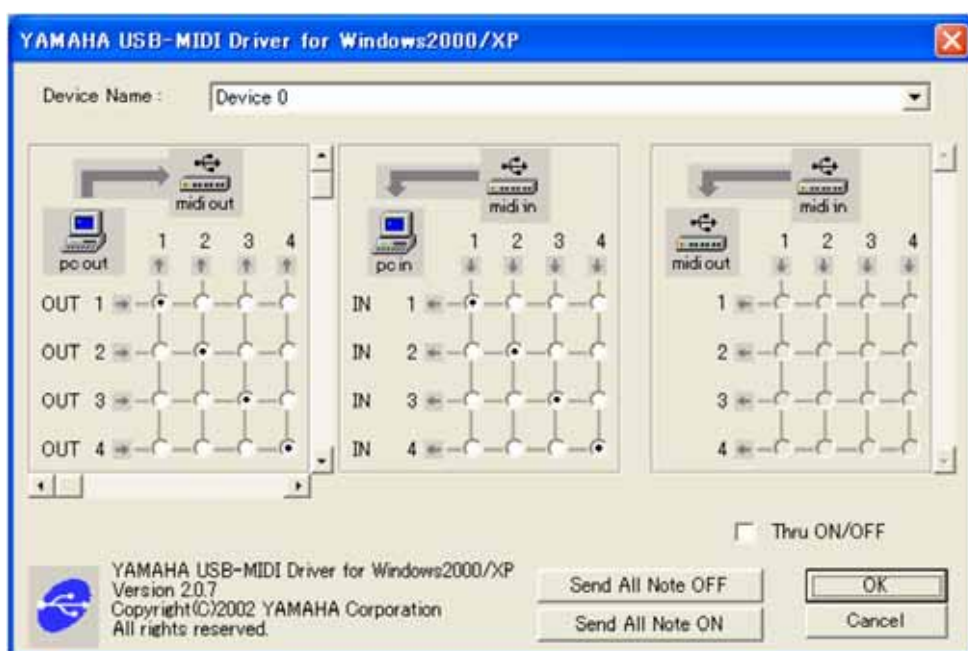 YAMAHA USB-MIDI Driver for Windows2000/XP
Device Name :
Device 0
midi out
pc out
1 2 3 4
OUT 1
OUT 2
OUT 3
OUT 4
midi in
pc in
1 2 3 4
IN 1
IN 2
IN 3
IN 4
midi in
midi out
1 2 3 4
1
2
3
4
Thru ON/OFF
YAMAHA USB-MIDI Driver for Windows2000/XP
Version 2.0.7
Copyright(C)2002 YAMAHA Corporation
All rights reserved.
Send All Note OFF
Send All Note ON
OK
Cancel